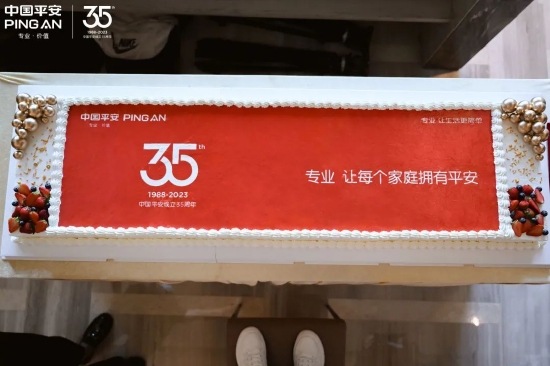 中国平安
PING AN
专业·价值
35th
1988-2023
中国平安 PING AN
专业·价值
专业 让生活更简单
35th
1988-2023
中国平安成立35周年
专业 让每个家庭拥有平安